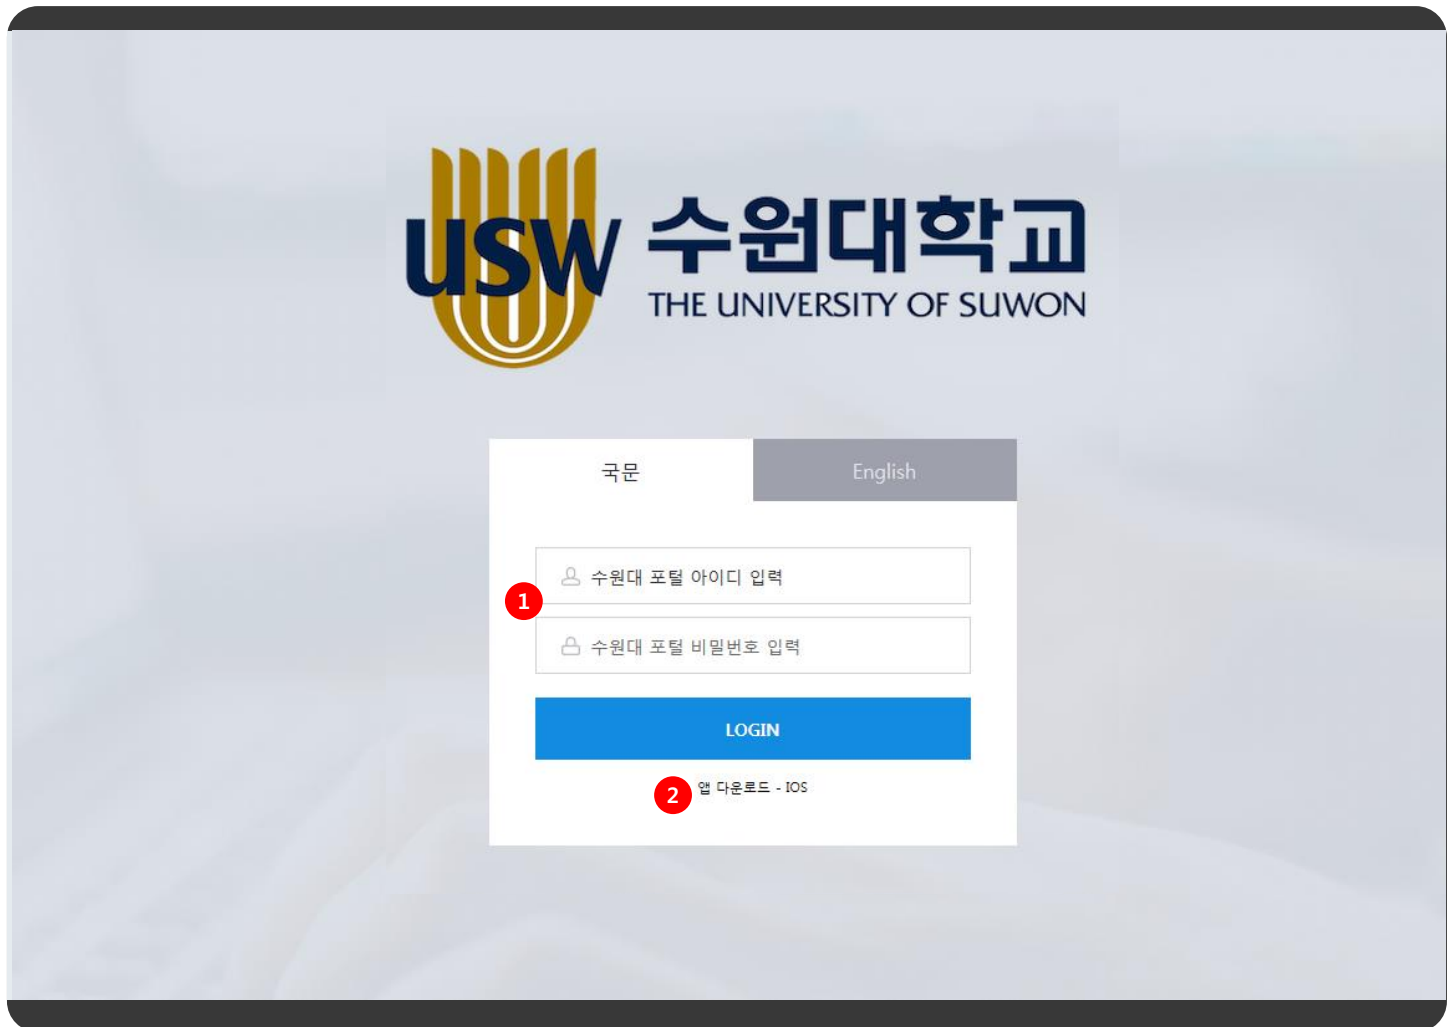 USW 수원대학교
THE UNIVERSITY OF SUWON
국문 English
수원대 포털 아이디 입력
1
수원대 포털 비밀번호 입력
LOGIN
2 앱 다운로드 - IOS